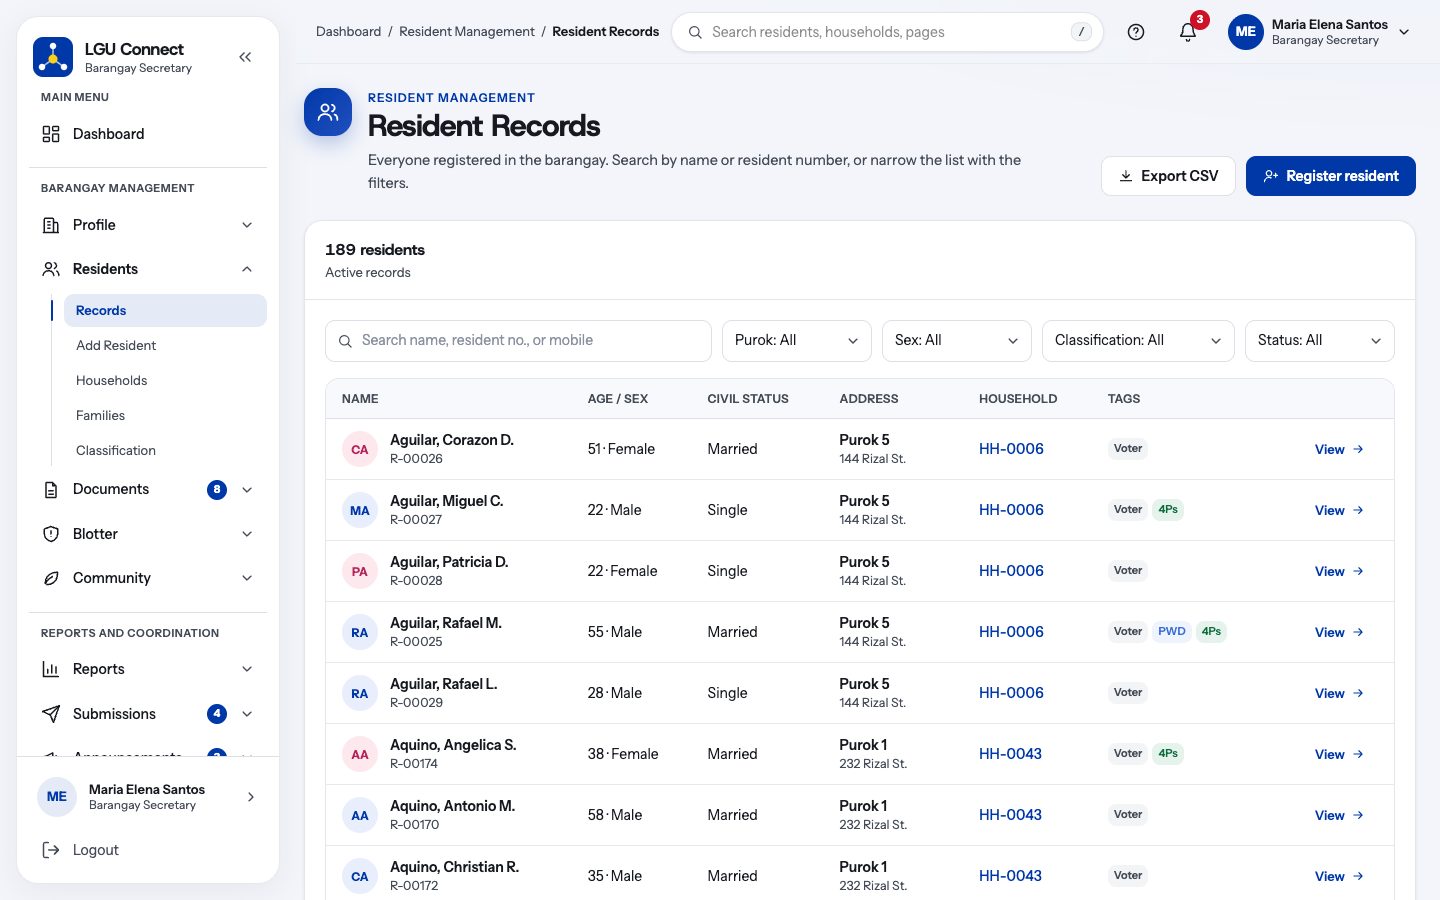 LGU Connect
Barangay Secretary
MAIN MENU
Dashboard
BARANGAY MANAGEMENT
Profile
Residents
Records
Add Resident
Households
Families
Classification
Documents 8
Blotter
Community
REPORTS AND COORDINATION
Reports
Submissions 4
ME Maria Elena Santos
Barangay Secretary
Logout
Dashboard / Resident Management / Resident Records
Search residents, households, pages /
3
ME Maria Elena Santos
Barangay Secretary
RESIDENT MANAGEMENT
Resident Records
Everyone registered in the barangay. Search by name or resident number, or narrow the list with the
filters.
Export CSV
Register resident
189 residents
Active records
Search name, resident no., or mobile
Purok: All
Sex: All
Classification: All
Status: All
NAME AGE / SEX CIVIL STATUS ADDRESS HOUSEHOLD TAGS
CA Aguilar, Corazon D. 51 · Female Married Purok 5 HH-0006 Voter View
R-00026 144 Rizal St.
MA Aguilar, Miguel C. 22 · Male Single Purok 5 HH-0006 Voter 4Ps View
R-00027 144 Rizal St.
PA Aguilar, Patricia D. 22 · Female Single Purok 5 HH-0006 Voter View
R-00028 144 Rizal St.
RA Aguilar, Rafael M. 55 · Male Married Purok 5 HH-0006 Voter PWD 4Ps View
R-00025 144 Rizal St.
RA Aguilar, Rafael L. 28 · Male Single Purok 5 HH-0006 Voter View
R-00029 144 Rizal St.
AA Aquino, Angelica S. 38 · Female Married Purok 1 HH-0043 Voter 4Ps View
R-00174 232 Rizal St.
AA Aquino, Antonio M. 58 · Male Married Purok 1 HH-0043 Voter View
R-00170 232 Rizal St.
CA Aquino, Christian R. 35 · Male Married Purok 1 HH-0043 Voter View
R-00172 232 Rizal St.